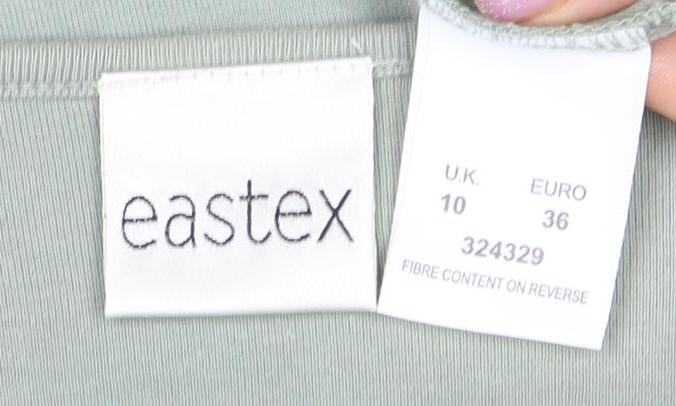 eastex
U.K. EURO
10 36
324329
FIBRE CONTENT ON REVERSE